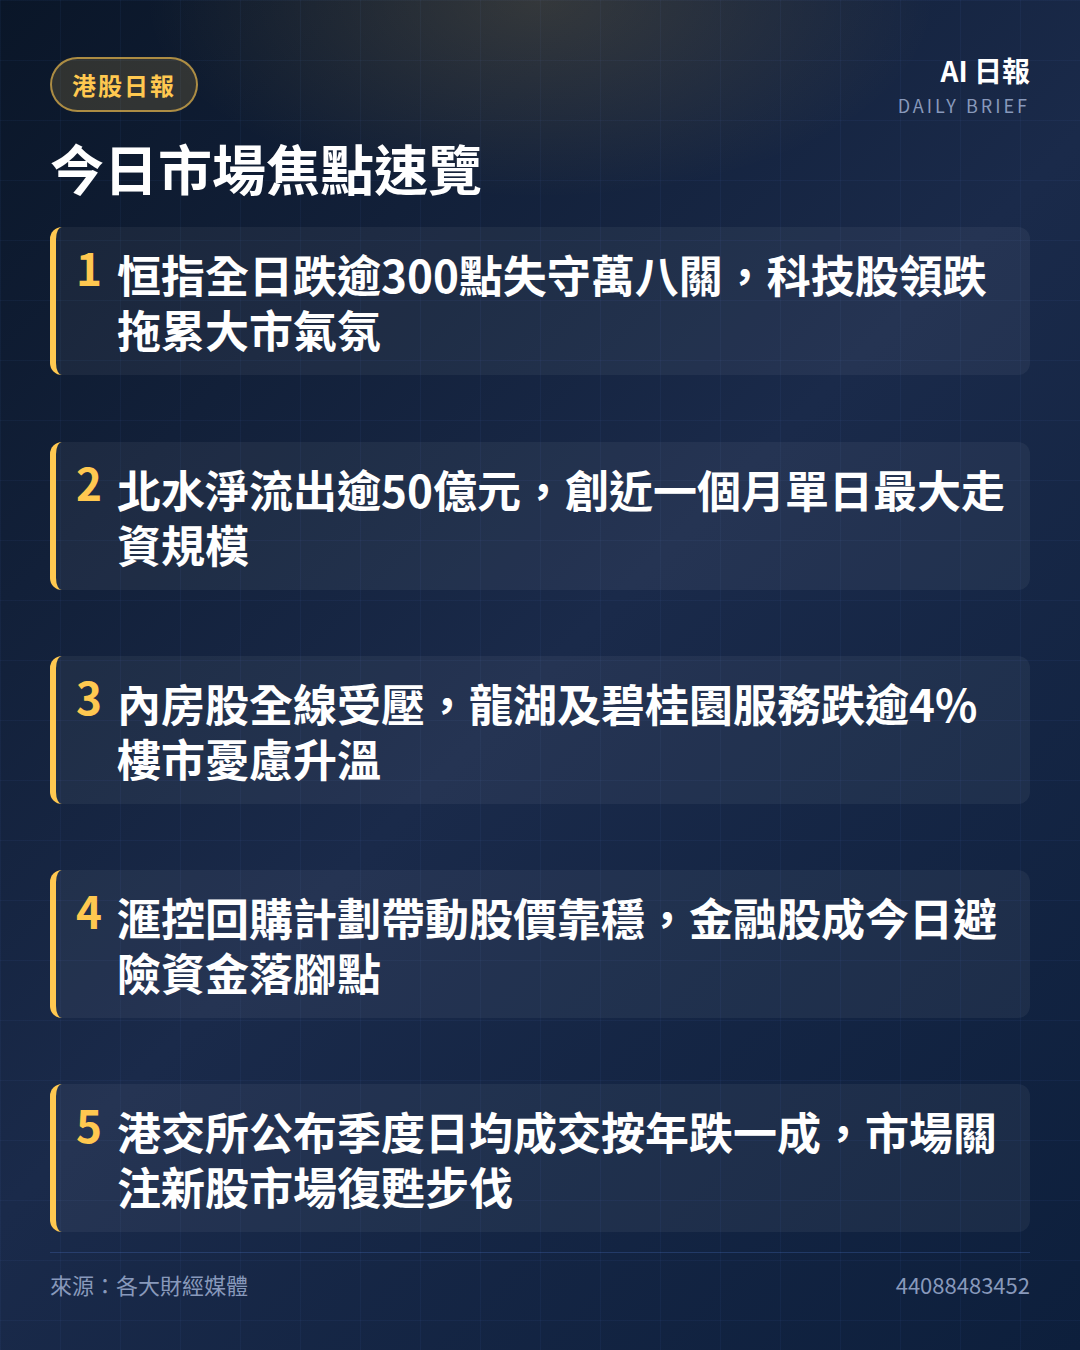 港股日報
AI 日報
DAILY BRIEF
今日市場焦點速覽
1 恒指全日跌逾300點失守萬八關，科技股領跌
拖累大市氣氛
2 北水淨流出逾50億元，創近一個月單日最大走
資規模
3 內房股全線受壓，龍湖及碧桂園服務跌逾4%
樓市憂慮升溫
4 滙控回購計劃帶動股價靠穩，金融股成今日避
險資金落腳點
5 港交所公布季度日均成交按年跌一成，市場關
注新股市場復甦步伐
來源：各大財經媒體
44088483452